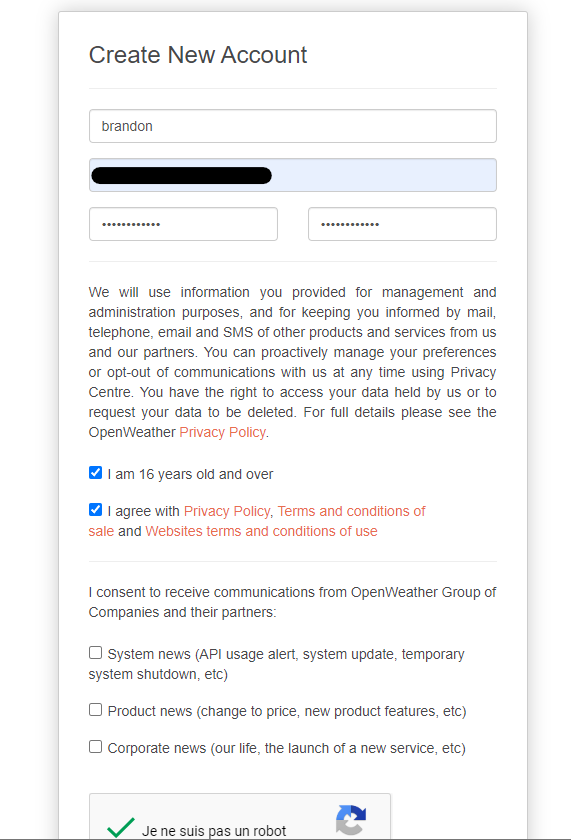 Create New Account
brandon
••••••••••••
••••••••••••
We will use information you provided for management and
administration purposes, and for keeping you informed by mail,
telephone, email and SMS of other products and services from us
and our partners. You can proactively manage your preferences
or opt-out of communications with us at any time using Privacy
Centre. You have the right to access your data held by us or to
request your data to be deleted. For full details please see the
OpenWeather Privacy Policy.
I am 16 years old and over
I agree with Privacy Policy, Terms and conditions of
sale and Websites terms and conditions of use
I consent to receive communications from OpenWeather Group of
Companies and their partners:
System news (API usage alert, system update, temporary
system shutdown, etc)
Product news (change to price, new product features, etc)
Corporate news (our life, the launch of a new service, etc)
Je ne suis pas un robot